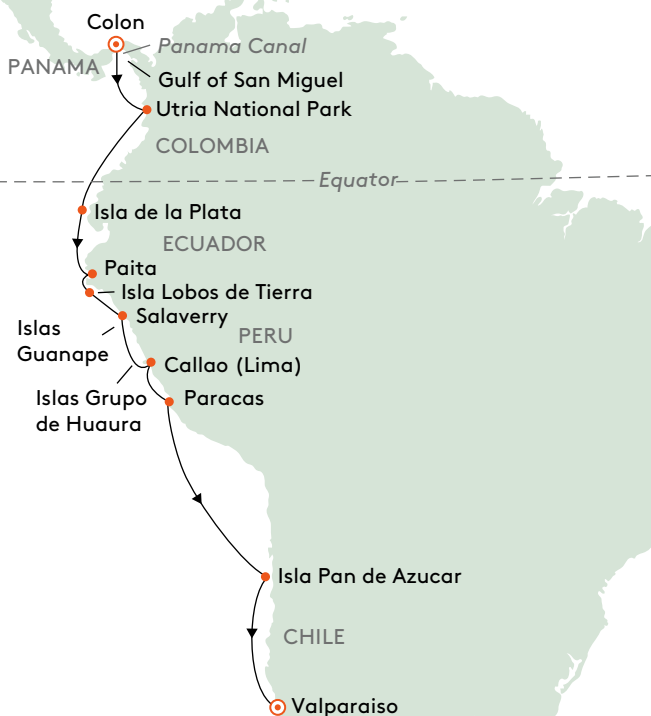 Colon
Panama Canal
PANAMA
Gulf of San Miguel
Utria National Park
COLOMBIA
Equator
Isla de la Plata
ECUADOR
Paita
Isla Lobos de Tierra
Salaverry
Islas
Guanape
PERU
Callao (Lima)
Islas Grupo
de Huaura
Paracas
Isla Pan de Azucar
CHILE
Valparaiso